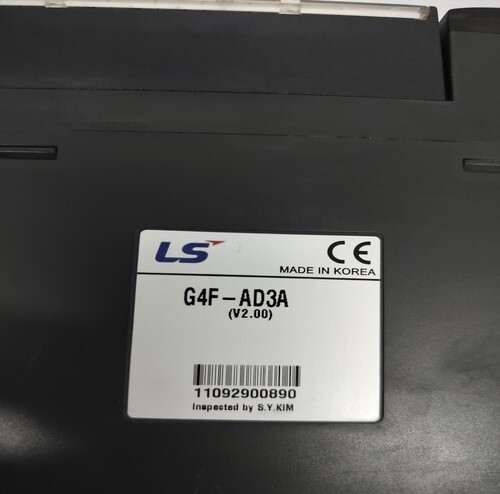 LS CE
MADE IN KOREA
G4F-AD3A
(V2.00)
11092900890
Inspected by S.Y.KIM